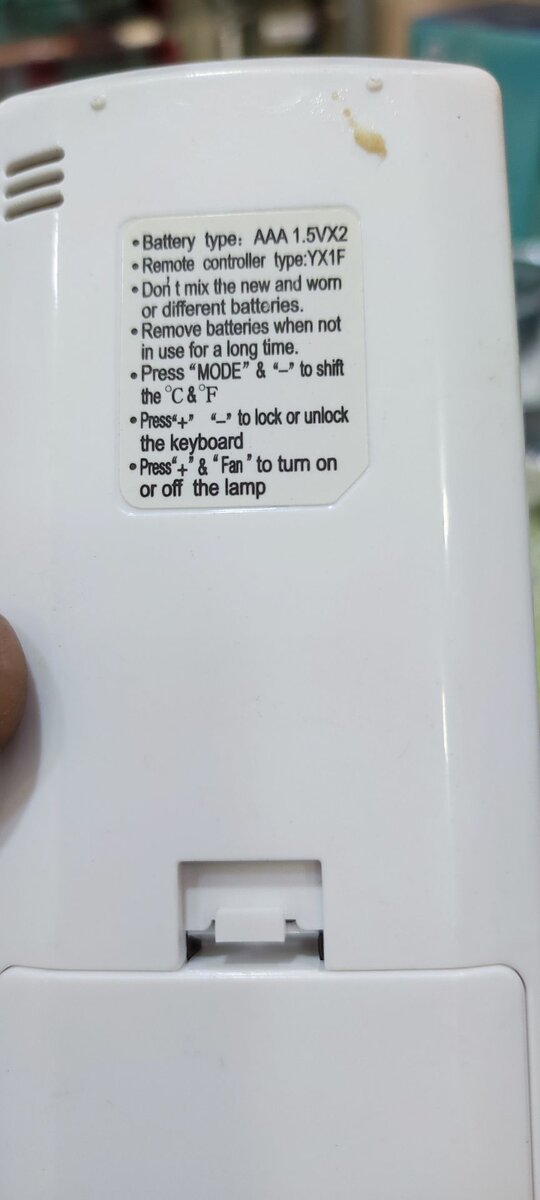 • Battery type: AAA 1.5VX2
• Remote controller type:YX1F
• Don't mix the new and worn
or different batteries.
• Remove batteries when not
in use for a long time.
• Press "MODE" & "–" to shift
the °C & °F
• Press"+" "–" to lock or unlock
the keyboard
• Press"+" & "Fan" to turn on
or off the lamp